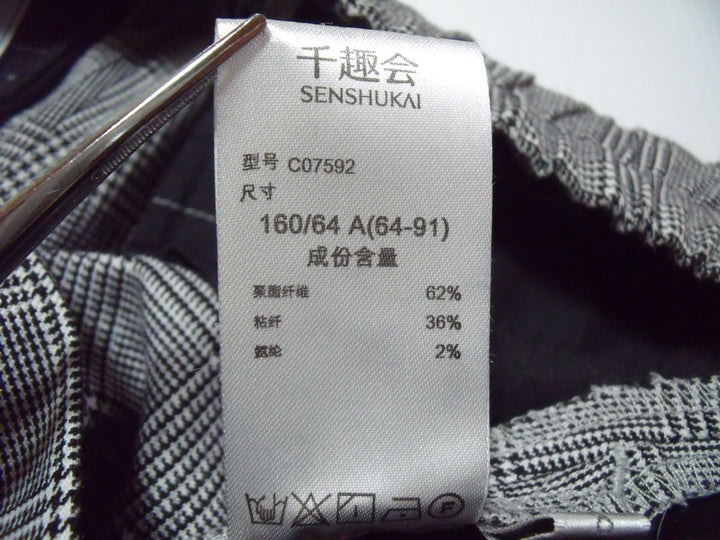 千趣会
SENSHUKAI
型号 C07592
尺寸
160/64 A(64-91)
成份含量
聚酯纤维 62%
粘纤 36%
氨纶 2%